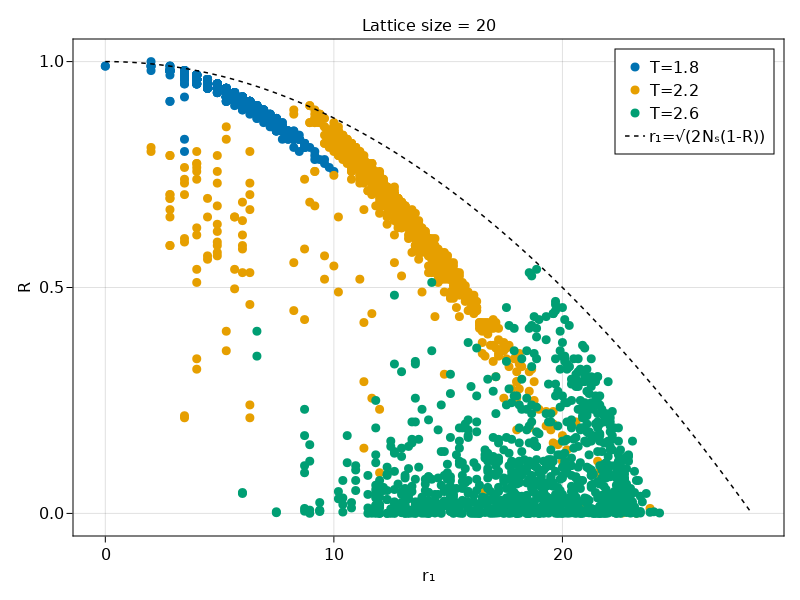 Lattice size = 20
1.0
0.5
0.0
R
0
10
20
r₁
T=1.8
T=2.2
T=2.6
r₁=√(2Nₛ(1-R))